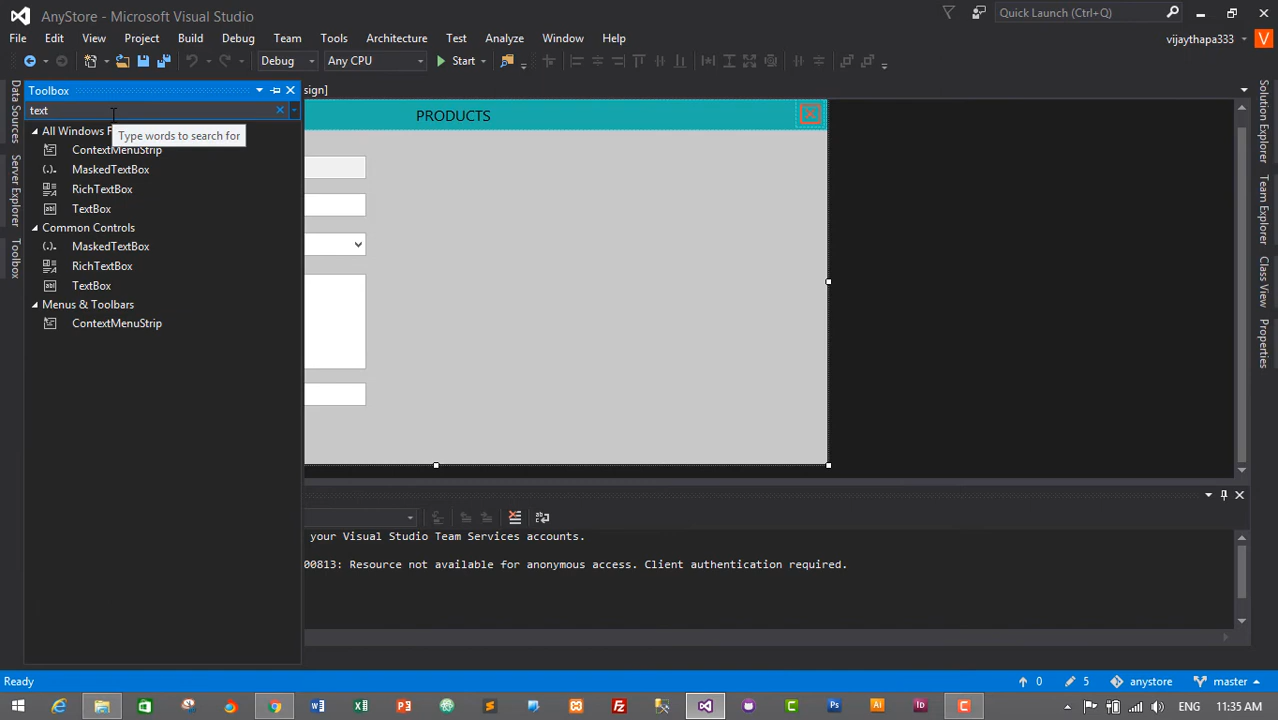 AnyStore - Microsoft Visual Studio
Quick Launch (Ctrl+Q)
File Edit View Project Build Debug Team Tools Architecture Test Analyze Window Help
vijaythapa333 V
Debug Any CPU Start
Toolbox
ign]
text
Type words to search for
All Windows F
ContextMenuStrip
MaskedTextBox
RichTextBox
TextBox
Common Controls
MaskedTextBox
RichTextBox
TextBox
Menus & Toolbars
ContextMenuStrip
Data Sources
Server Explorer
Toolbox
PRODUCTS
Solution Explorer
Team Explorer
Class View
Properties
your Visual Studio Team Services accounts.
00813: Resource not available for anonymous access. Client authentication required.
Ready
0 5 anystore master
11:35 AM